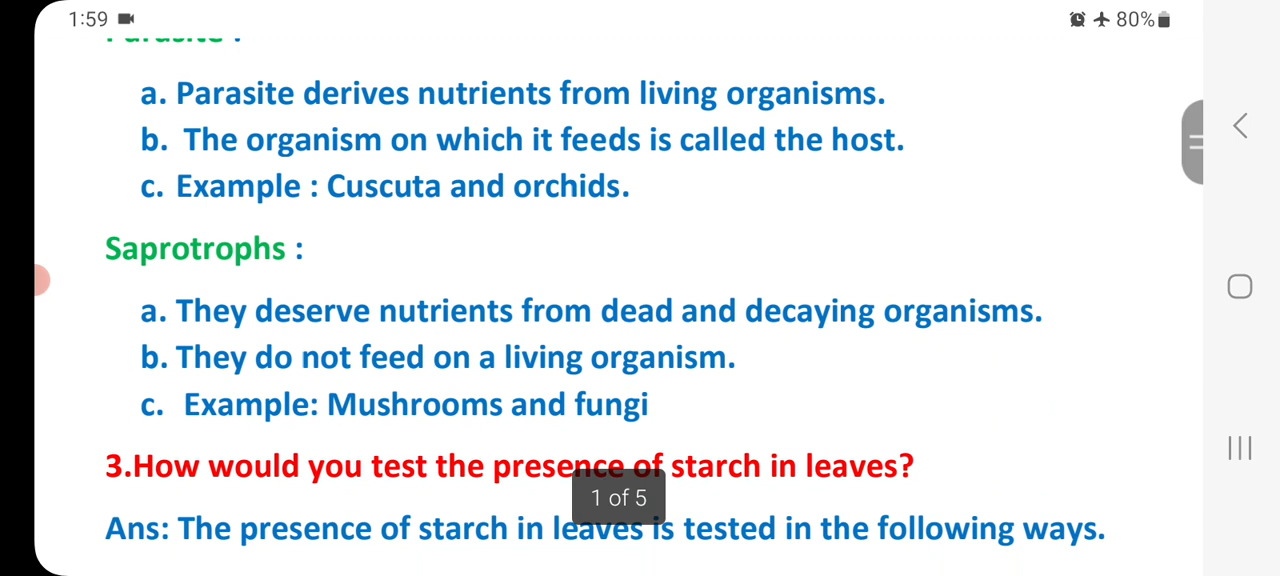 1:59
80%
a. Parasite derives nutrients from living organisms.
b. The organism on which it feeds is called the host.
c. Example : Cuscuta and orchids.
Saprotrophs :
a. They deserve nutrients from dead and decaying organisms.
b. They do not feed on a living organism.
c. Example: Mushrooms and fungi
3.How would you test the presence of starch in leaves?
1 of 5
Ans: The presence of starch in leaves is tested in the following ways.